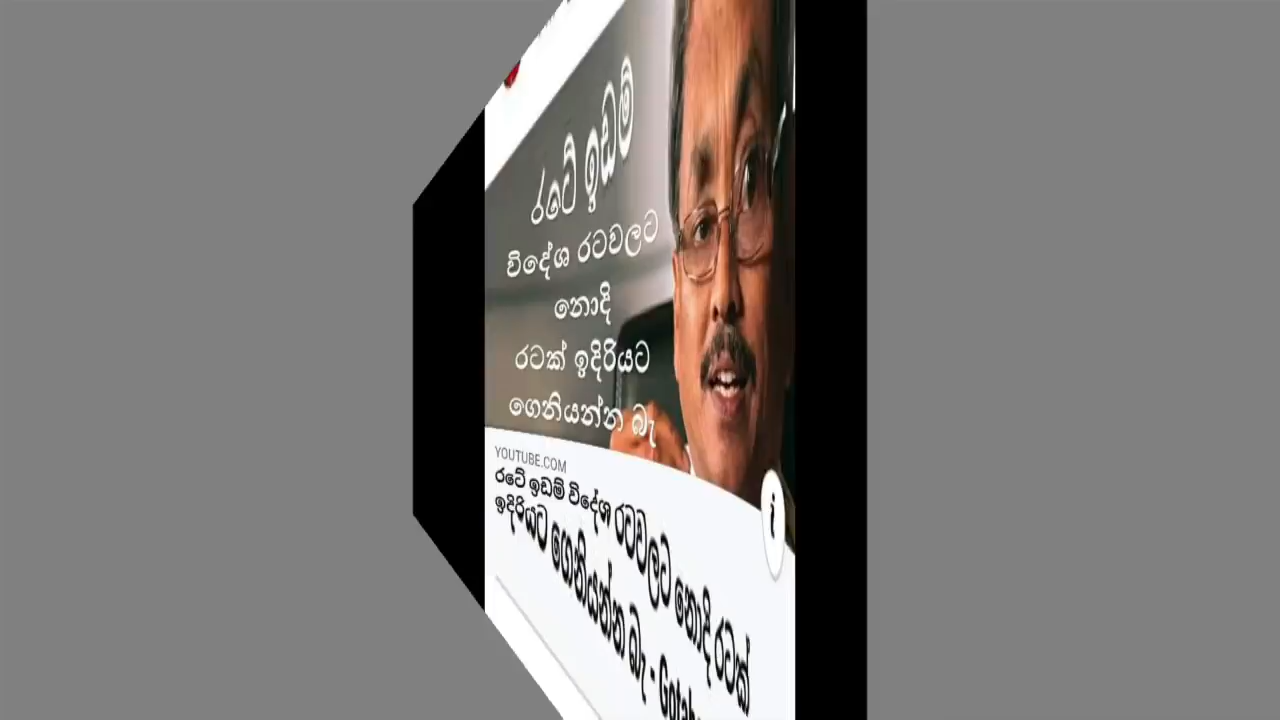 රටේ ඉඩම්
විදේශ රටවලට
නොදි
රටක් ඉදිරියට
ගෙනියන්න බැ
YOUTUBE.COM
රටේ ඉඩම් විදේශ රටවලට නොදි රටක්
ඉදිරියට ගෙනියන්න බැ -